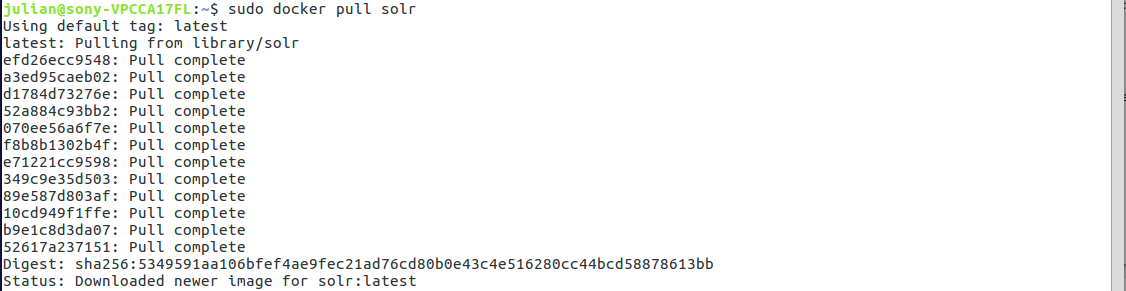 julian@sony-VPCCA17FL:~$ sudo docker pull solr
Using default tag: latest
latest: Pulling from library/solr
efd26ecc9548: Pull complete
a3ed95caeb02: Pull complete
d1784d73276e: Pull complete
52a884c93bb2: Pull complete
070ee56a6f7e: Pull complete
f8b8b1302b4f: Pull complete
e71221cc9598: Pull complete
349c9e35d503: Pull complete
89e587d803af: Pull complete
10cd949f1ffe: Pull complete
b9e1c8d3da07: Pull complete
52617a237151: Pull complete
Digest: sha256:5349591aa106bfef4ae9fec21ad76cd80b0e43c4e516280cc44bcd58878613bb
Status: Downloaded newer image for solr:latest